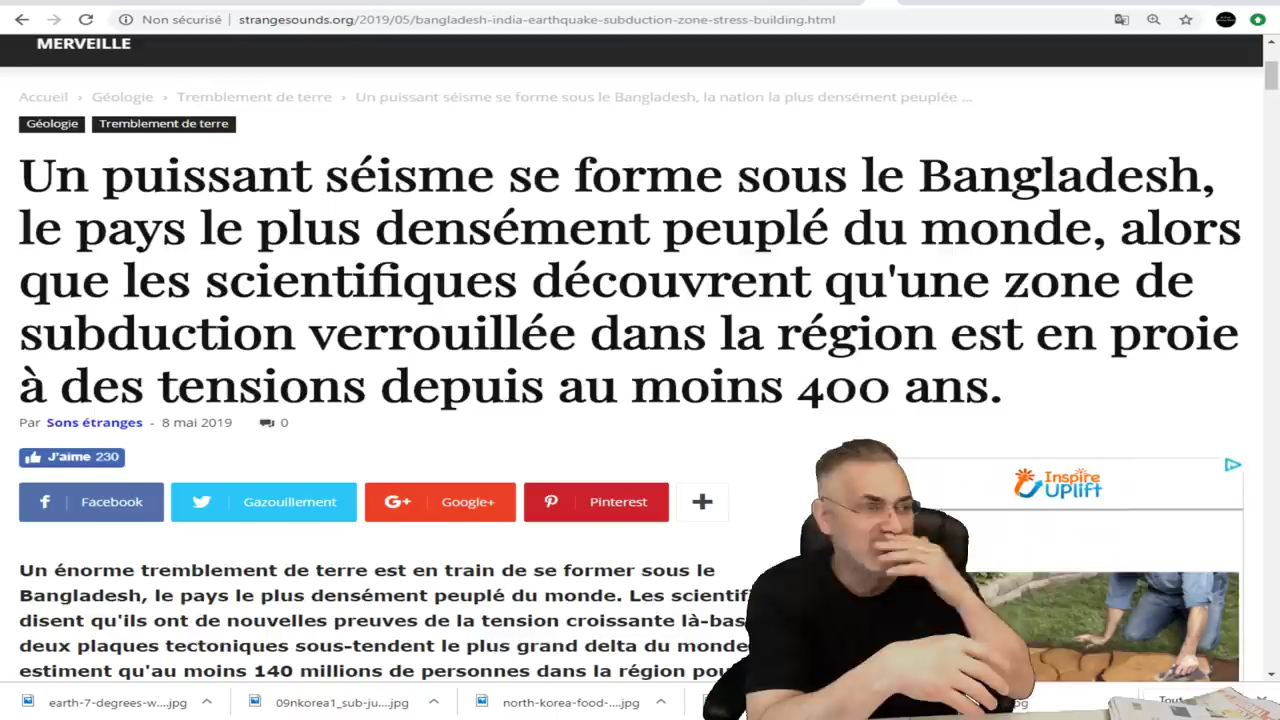 Non sécurisé | strangesounds.org/2019/05/bangladesh-india-earthquake-subduction-zone-stress-building.html
MERVEILLE
Accueil › Géologie › Tremblement de terre › Un puissant séisme se forme sous le Bangladesh, la nation la plus densément peuplée ...
Géologie Tremblement de terre
Un puissant séisme se forme sous le Bangladesh,
le pays le plus densément peuplé du monde, alors
que les scientifiques découvrent qu'une zone de
subduction verrouillée dans la région est en proie
à des tensions depuis au moins 400 ans.
Par Sons étranges - 8 mai 2019 0
J'aime 230
Facebook Gazouillement Google+ Pinterest
Inspire
Uplift
Un énorme tremblement de terre est en train de se former sous le
Bangladesh, le pays le plus densément peuplé du monde. Les
disent qu'ils ont de nouvelles preuves de la tension croissante là-bas
deux plaques tectoniques sous-tendent le plus grand delta du monde
estiment qu'au moins 140 millions de personnes dans la région
earth-7-degrees-w....jpg 09nkorea1_sub-ju....jpg north-korea-food-....jpg